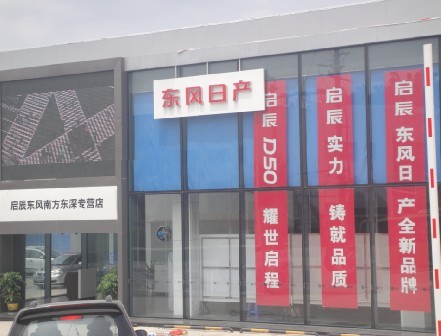 东风日产
启辰 D50 耀世启程
启辰实力 铸就品质
启辰 东风日产全新品牌
启辰东风南方东深专营店